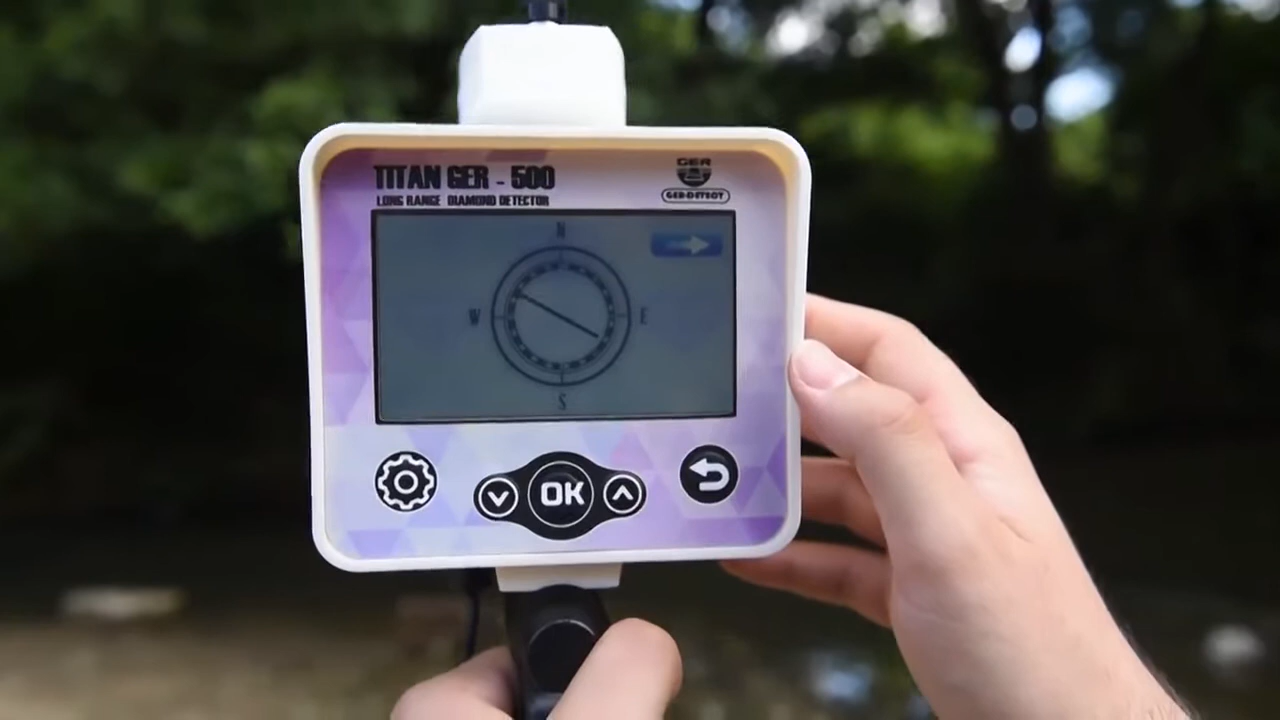 TITAN GER - 500
LONG RANGE DIAMOND DETECTOR
GER
GER-DETECT
N
W
E
S
OK